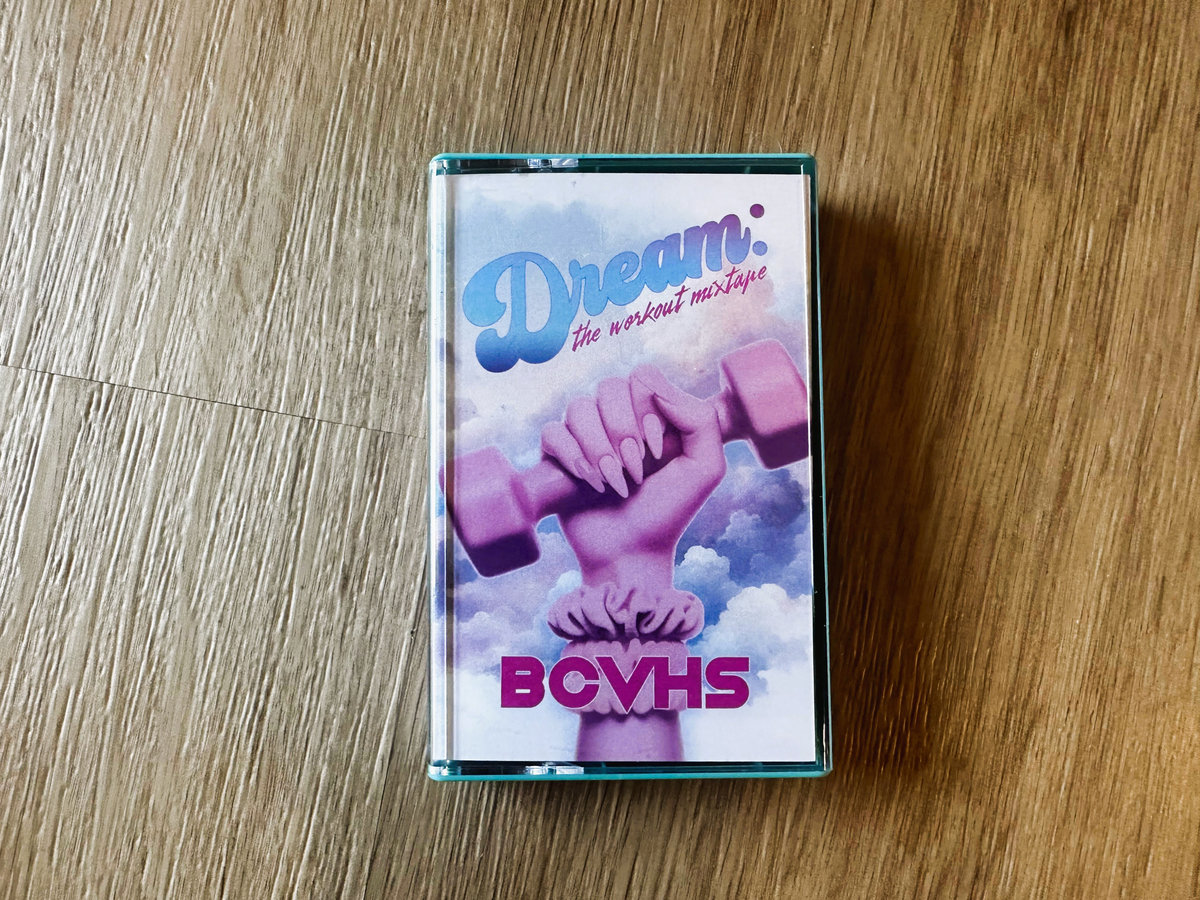 Dream:
the workout mixtape
BCVHS